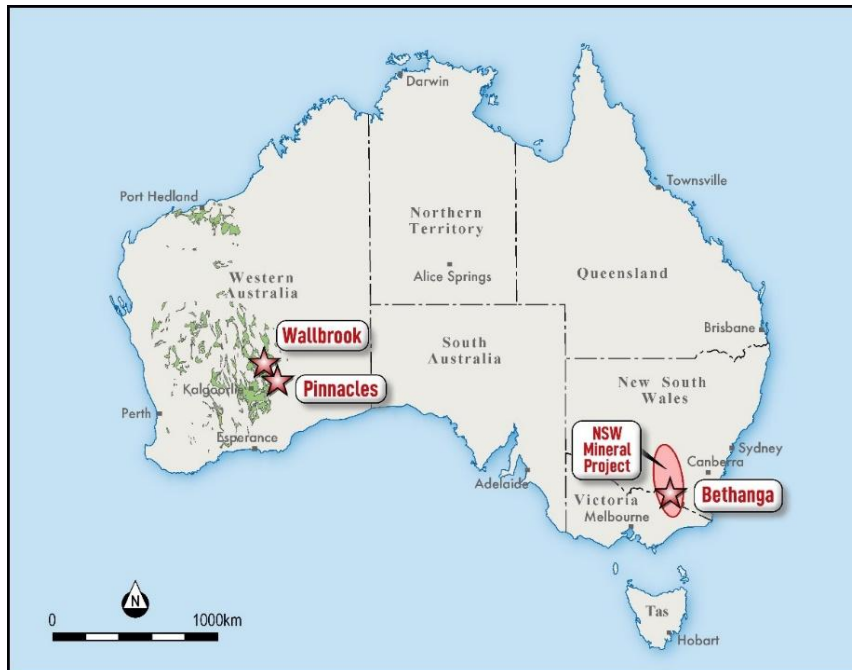 Darwin
Port Hedland
Townsville
Northern
Territory
Alice Springs
Western
Australia
Queensland
South
Australia
Brisbane
Wallbrook
Kalgoorlie
Pinnacles
Perth
Esperance
New South
Wales
NSW
Mineral
Project
Sydney
Canberra
Adelaide
Bethanga
Victoria
Melbourne
Tas
Hobart
N
0 1000km